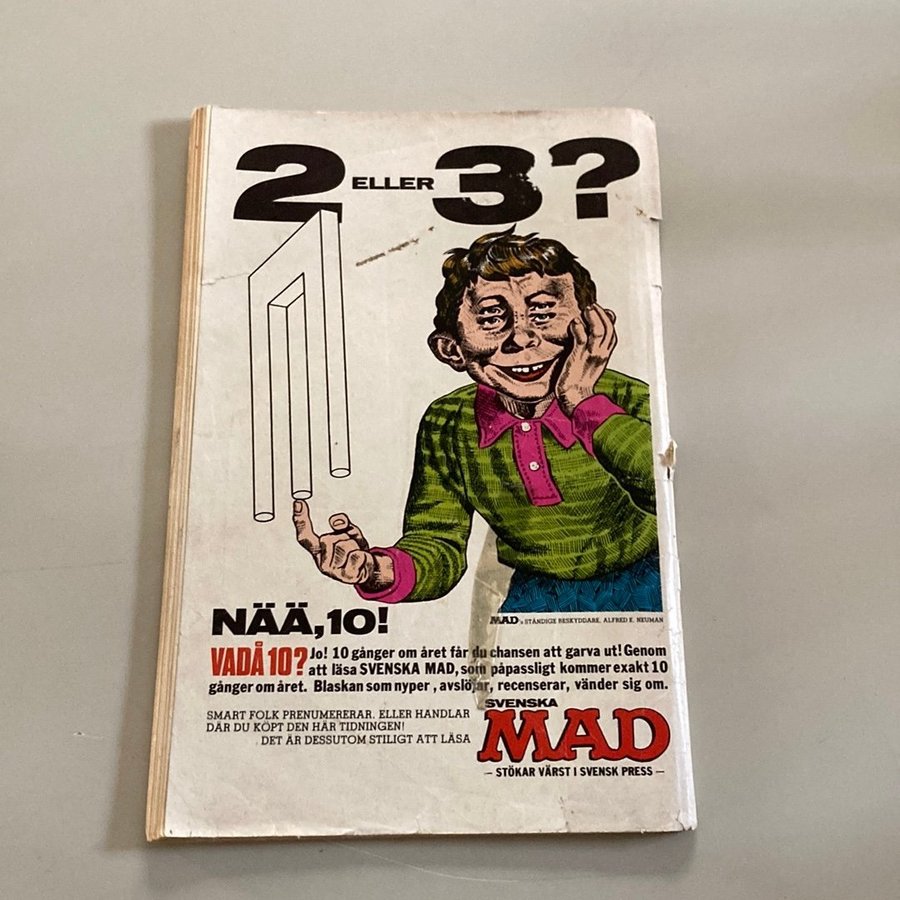 2 ELLER 3?
NÄÄ, 10!
MAD's STÄNDIGE BESKYDDARE, ALFRED E. NEUMAN
VADÅ 10? Jo! 10 gånger om året får du chansen att garva ut! Genom
att läsa SVENSKA MAD, som påpassligt kommer exakt 10
gånger om året. Blaskan som nyper, avslöjar, recenserar, vänder sig om.
SMART FOLK PRENUMERERAR. ELLER HANDLAR
DÄR DU KÖPT DEN HÄR TIDNINGEN!
DET ÄR DESSUTOM STILIGT ATT LÄSA
SVENSKA
MAD
– STÖKAR VÄRST I SVENSK PRESS –